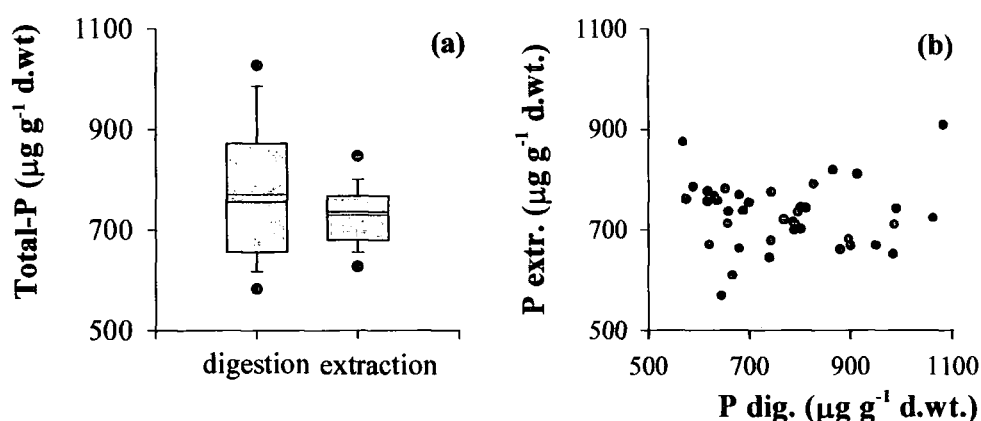 (a)
Total-P (µg g⁻¹ d.wt)
1100
900
700
500
digestion extraction
(b)
P extr. (µg g⁻¹ d.wt.)
1100
900
700
500
500 700 900 1100
P dig. (µg g⁻¹ d.wt.)